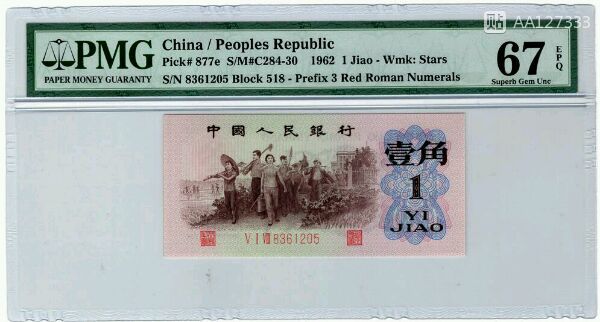 贴 AA127333
PMG
PAPER MONEY GUARANTY
China / Peoples Republic
Pick# 877e S/M#C284-30 1962 1 Jiao - Wmk: Stars
S/N 8361205 Block 518 - Prefix 3 Red Roman Numerals
67 EPQ
Superb Gem Unc
中國人民銀行
壹角
1
YI
JIAO
V I VIII 8361205